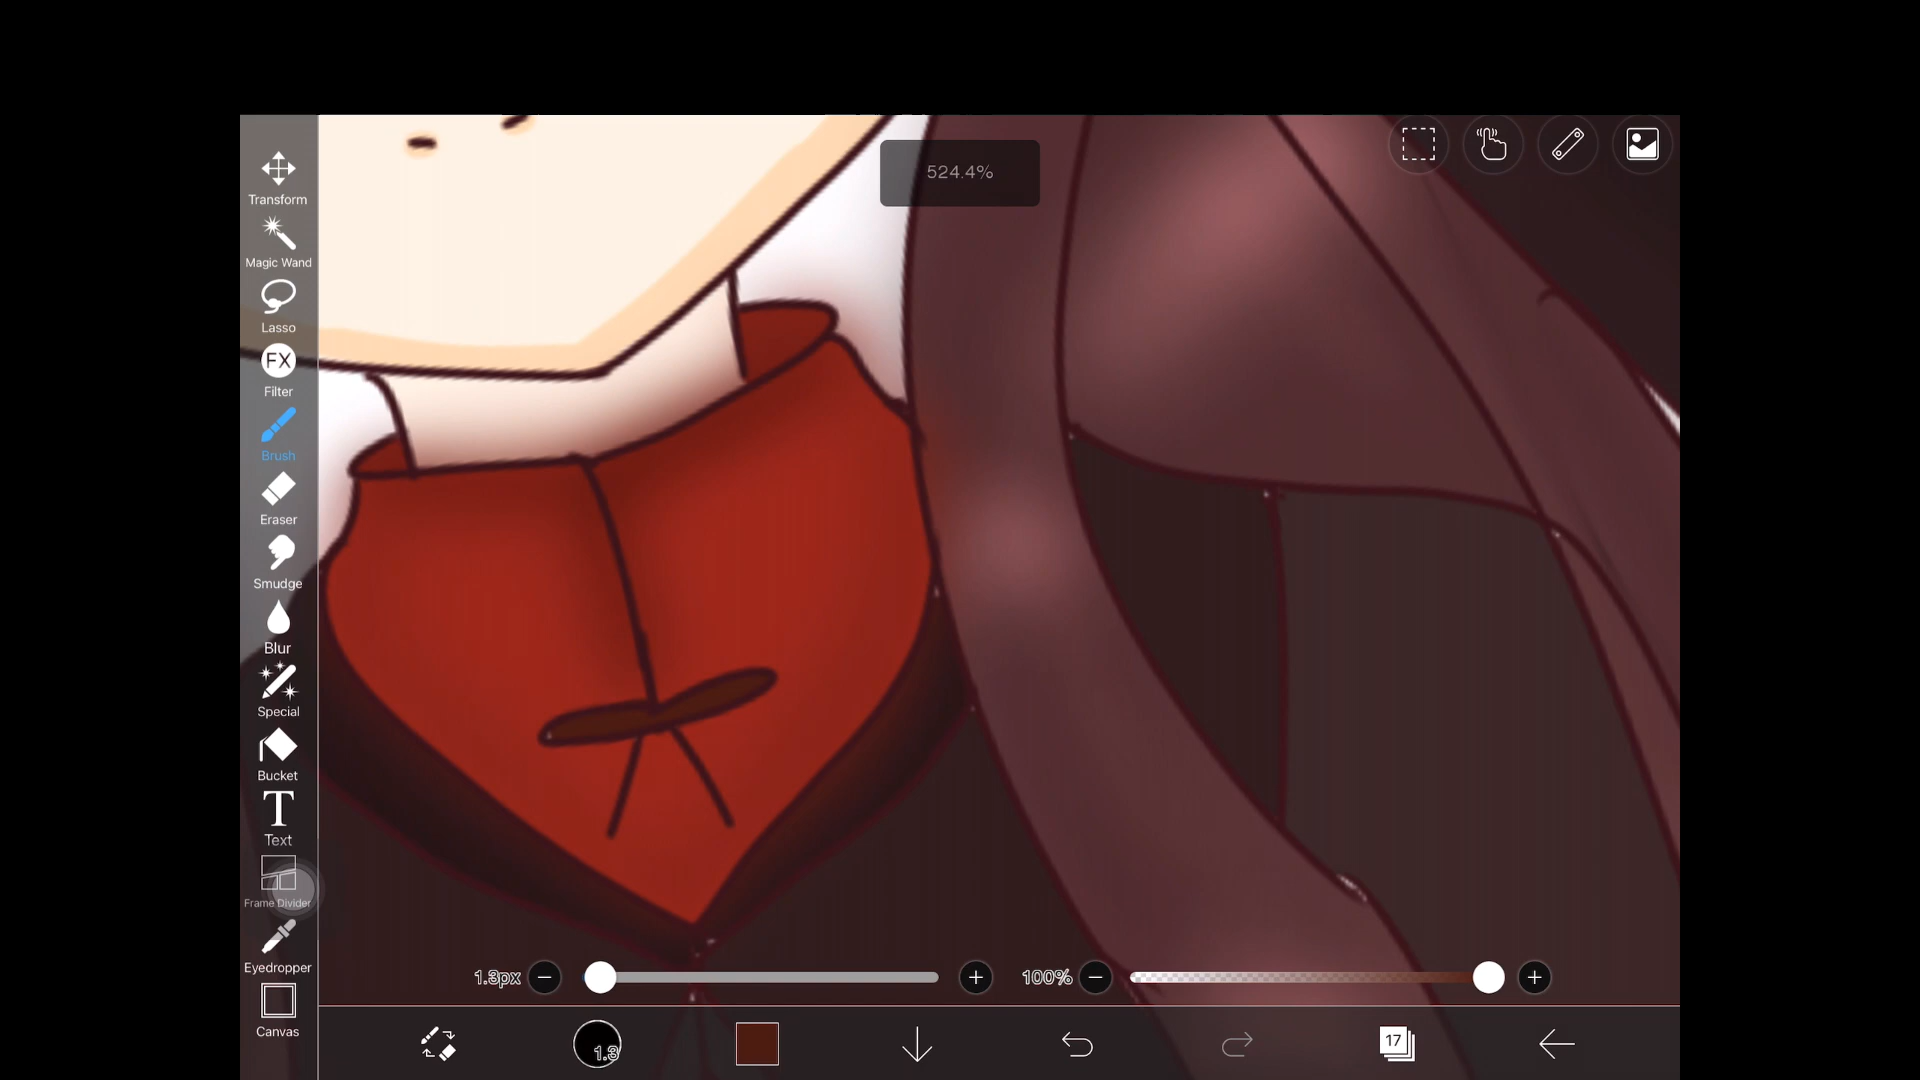 524.4%
Transform
Magic Wand
Lasso
FX
Filter
Brush
Eraser
Smudge
Blur
Special
Bucket
T
Text
Frame Divider
Eyedropper
Canvas
1.3px
100%
1.3
17